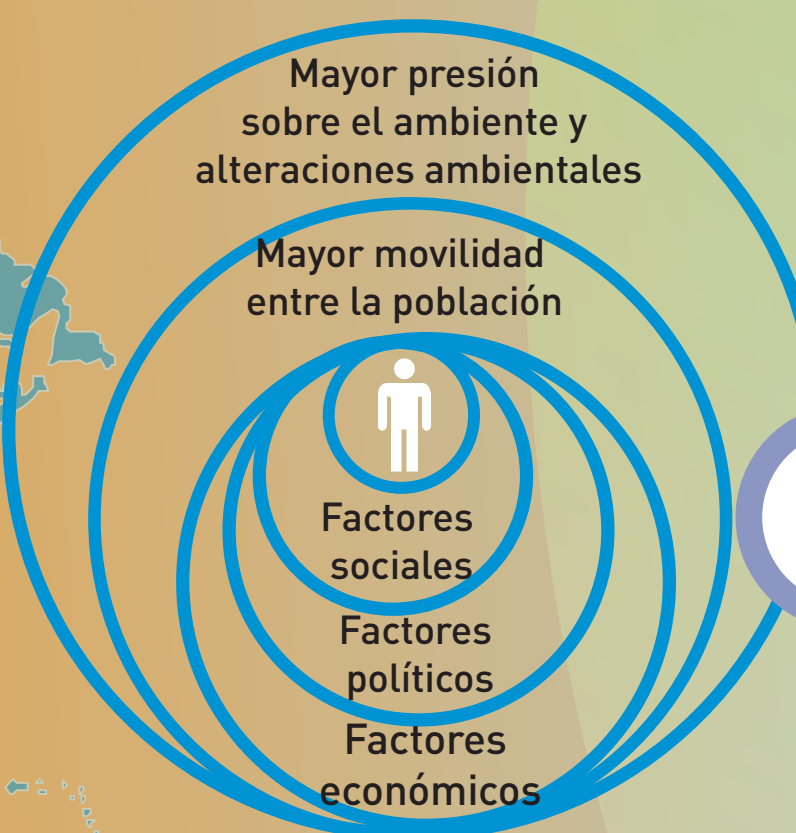 Mayor presión
sobre el ambiente y
alteraciones ambientales
Mayor movilidad
entre la población
Factores
sociales
Factores
políticos
Factores
económicos